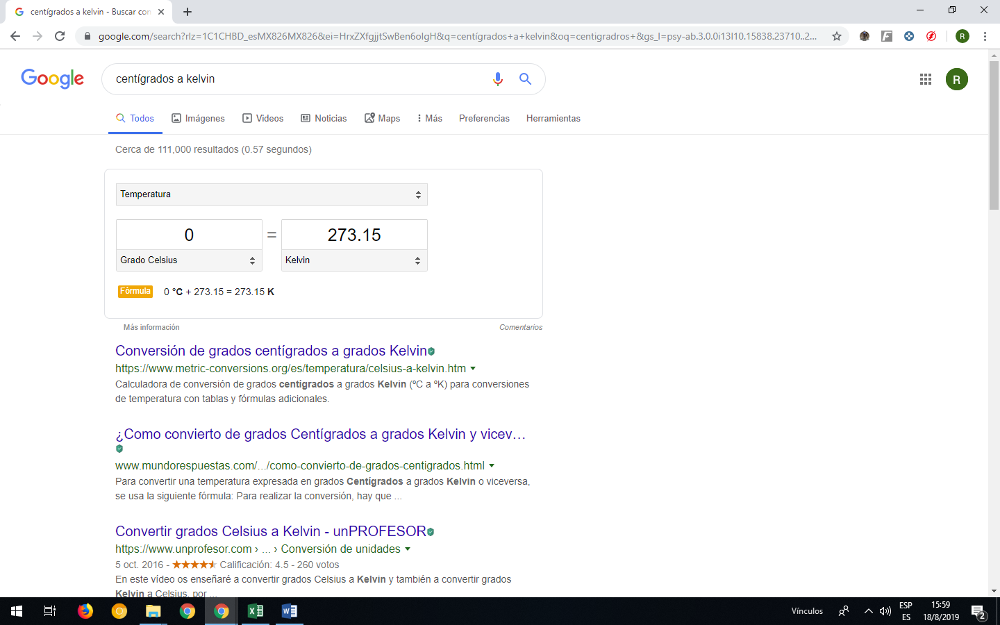 centígrados a kelvin - Buscar con
google.com/search?rlz=1C1CHBD_esMX826MX826&ei=HrxZXfgjjtSwBen6oIgH&q=centígrados+a+kelvin&oq=centigradros+&gs_l=psy-ab.3.0.0i13l10.15838.23710..2...
R
Google
centígrados a kelvin
R
Todos Imágenes Videos Noticias Maps Más Preferencias Herramientas
Cerca de 111,000 resultados (0.57 segundos)
Temperatura
0 = 273.15
Grado Celsius Kelvin
Fórmula 0 °C + 273.15 = 273.15 K
Más información Comentarios
Conversión de grados centígrados a grados Kelvin
https://www.metric-conversions.org/es/temperatura/celsius-a-kelvin.htm
Calculadora de conversión de grados centígrados a grados Kelvin (ºC a ºK) para conversiones
de temperatura con tablas y fórmulas adicionales.
¿Como convierto de grados Centígrados a grados Kelvin y vicev...
www.mundorespuestas.com/.../como-convierto-de-grados-centigrados.html
Para convertir una temperatura expresada en grados Centígrados a grados Kelvin o viceversa,
se usa la siguiente fórmula: Para realizar la conversión, hay que ...
Convertir grados Celsius a Kelvin - unPROFESOR
https://www.unprofesor.com › ... › Conversión de unidades
5 oct. 2016 - ★★★★★ Calificación: 4.5 - 260 votos
En este vídeo os enseñaré a convertir grados Celsius a Kelvin y también a convertir grados
Kelvin a Celsius, por ...
Vínculos
ESP
ES
15:59
18/8/2019
2